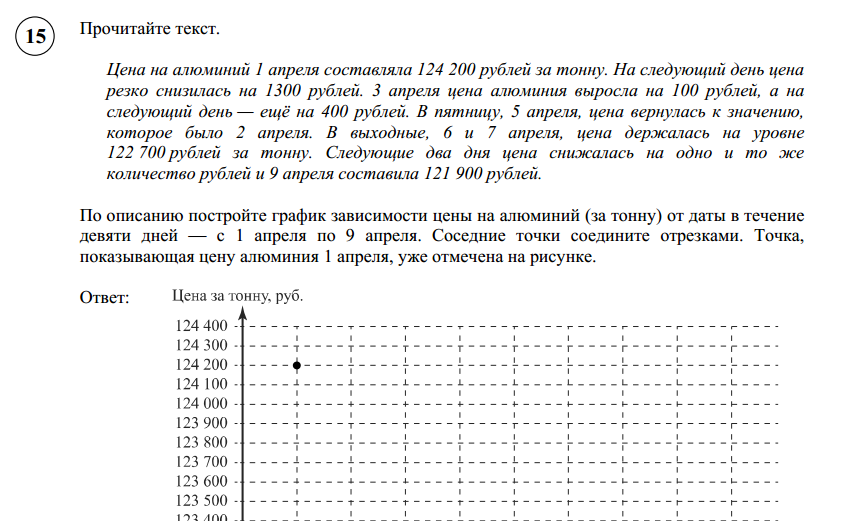 15
Прочитайте текст.
Цена на алюминий 1 апреля составляла 124 200 рублей за тонну. На следующий день цена
резко снизилась на 1300 рублей. 3 апреля цена алюминия выросла на 100 рублей, а на
следующий день — ещё на 400 рублей. В пятницу, 5 апреля, цена вернулась к значению,
которое было 2 апреля. В выходные, 6 и 7 апреля, цена держалась на уровне
122 700 рублей за тонну. Следующие два дня цена снижалась на одно и то же
количество рублей и 9 апреля составила 121 900 рублей.
По описанию постройте график зависимости цены на алюминий (за тонну) от даты в течение
девяти дней — с 1 апреля по 9 апреля. Соседние точки соедините отрезками. Точка,
показывающая цену алюминия 1 апреля, уже отмечена на рисунке.
Ответ:
Цена за тонну, руб.
124 400
124 300
124 200
124 100
124 000
123 900
123 800
123 700
123 600
123 500
123 400